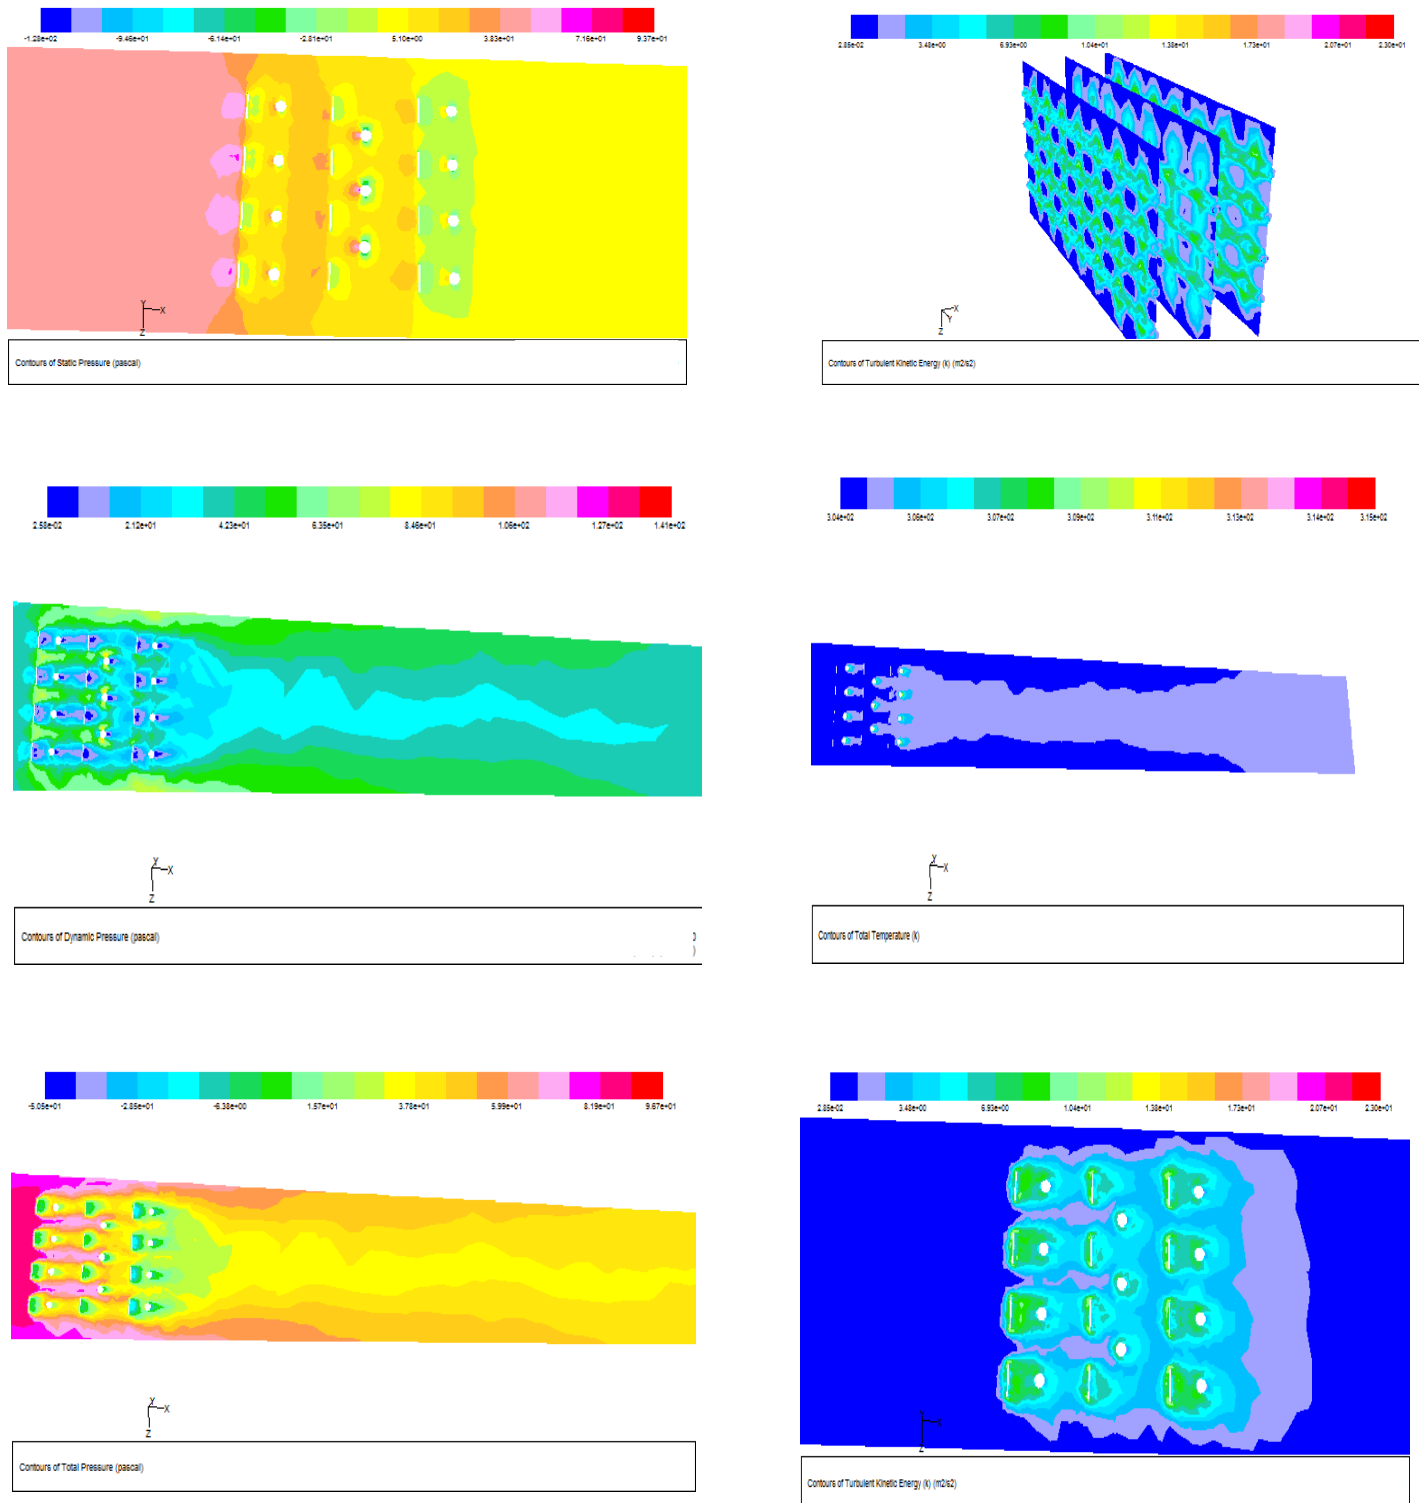 -1.28e+02 -9.46e+01 -6.14e+01 -2.81e+01 5.10e+00 3.83e+01 7.16e+01 9.37e+01
Y
X
Z
Contours of Static Pressure (pascal)
2.85e-02 3.48e+00 6.93e+00 1.04e+01 1.38e+01 1.73e+01 2.07e+01 2.30e+01
X
Y
Z
Contours of Turbulent Kinetic Energy (k) (m2/s2)
2.58e-02 2.12e+01 4.23e+01 6.35e+01 8.46e+01 1.06e+02 1.27e+02 1.41e+02
Y
X
Z
Contours of Dynamic Pressure (pascal)
3.04e+02 3.06e+02 3.07e+02 3.09e+02 3.11e+02 3.13e+02 3.14e+02 3.15e+02
Y
X
Z
Contours of Total Temperature (k)
-5.05e+01 -2.85e+01 -6.38e+00 1.57e+01 3.78e+01 5.99e+01 8.19e+01 9.67e+01
Y
X
Z
Contours of Total Pressure (pascal)
2.85e-02 3.48e+00 6.93e+00 1.04e+01 1.38e+01 1.73e+01 2.07e+01 2.30e+01
Z
Contours of Turbulent Kinetic Energy (k) (m2/s2)